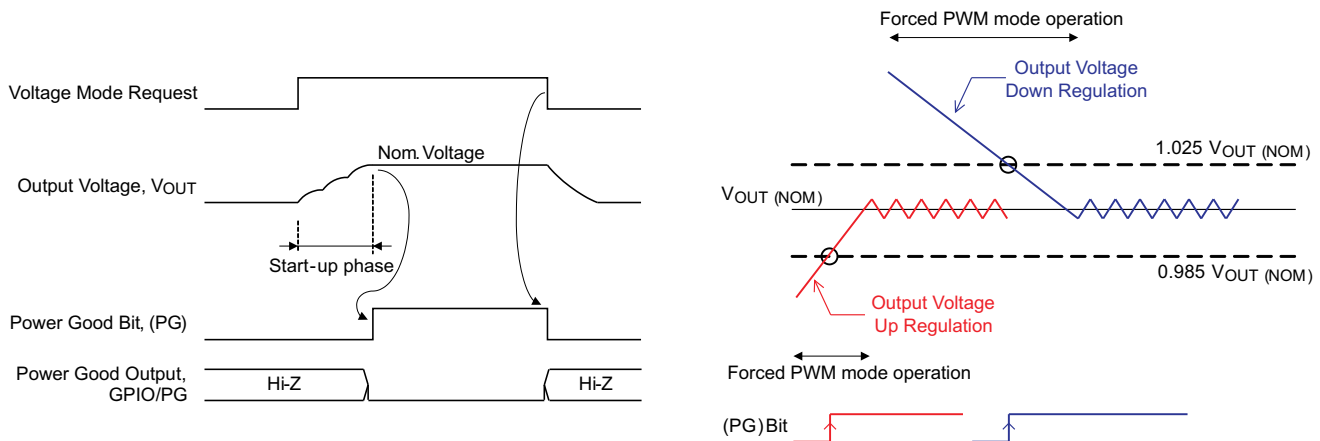 Voltage Mode Request
Nom. Voltage
Output Voltage, VOUT
Start-up phase
Power Good Bit, (PG)
Power Good Output,
GPIO/PG
Hi-Z
Hi-Z
Forced PWM mode operation
Output Voltage
Down Regulation
1.025 VOUT (NOM)
VOUT (NOM)
0.985 VOUT (NOM)
Output Voltage
Up Regulation
Forced PWM mode operation
(PG) Bit